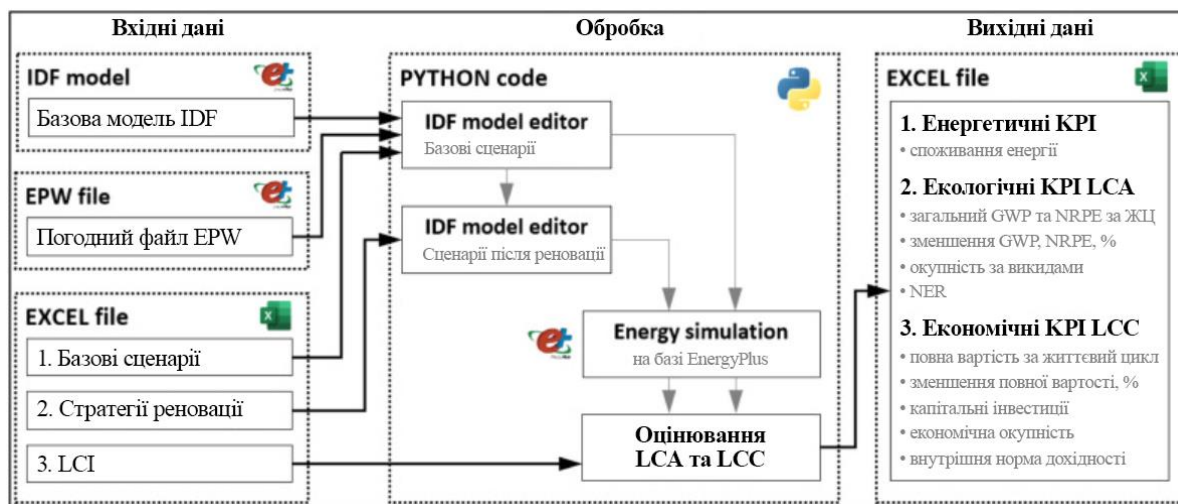 Вхідні дані
Обробка
Вихідні дані
IDF model
Базова модель IDF
EPW file
Погодний файл EPW
EXCEL file
1. Базові сценарії
2. Стратегії реновації
3. LCI
PYTHON code
IDF model editor
Базові сценарії
IDF model editor
Сценарії після реновації
Energy simulation
на базі EnergyPlus
Оцінювання
LCA та LCC
EXCEL file
1. Енергетичні KPI
• споживання енергії
2. Екологічні KPI LCA
• загальний GWP та NRPE за ЖЦ
• зменшення GWP, NRPE, %
• окупність за викидами
• NER
3. Економічні KPI LCC
• повна вартість за життєвий цикл
• зменшення повної вартості, %
• капітальні інвестиції
• економічна окупність
• внутрішня норма дохідності